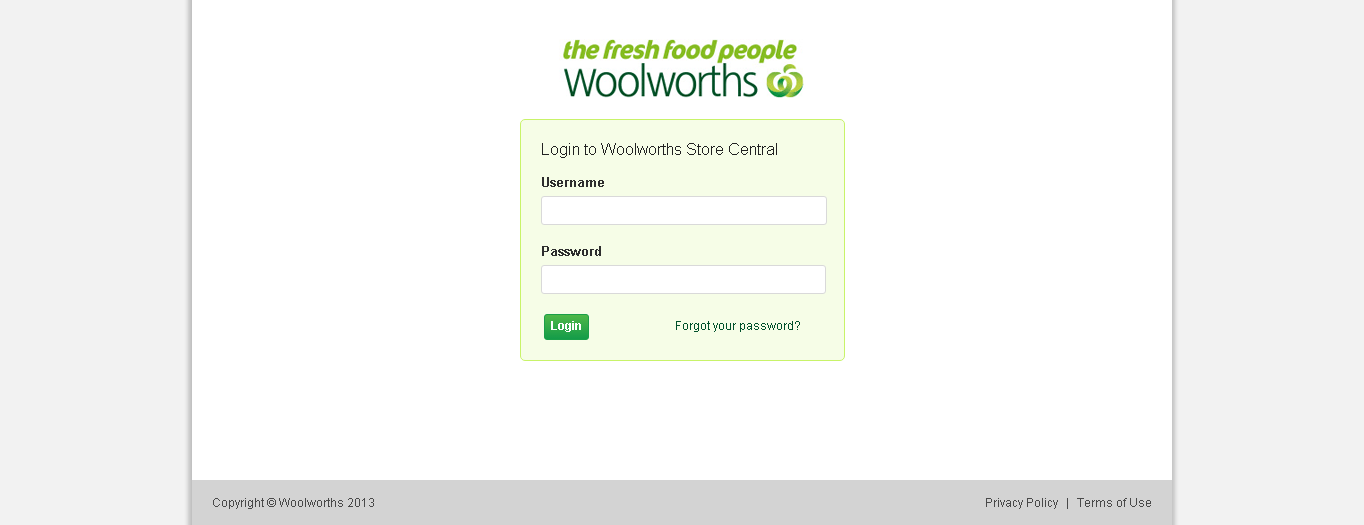 the fresh food people
Woolworths
Login to Woolworths Store Central
Username
Password
Login Forgot your password?
Copyright © Woolworths 2013 Privacy Policy | Terms of Use